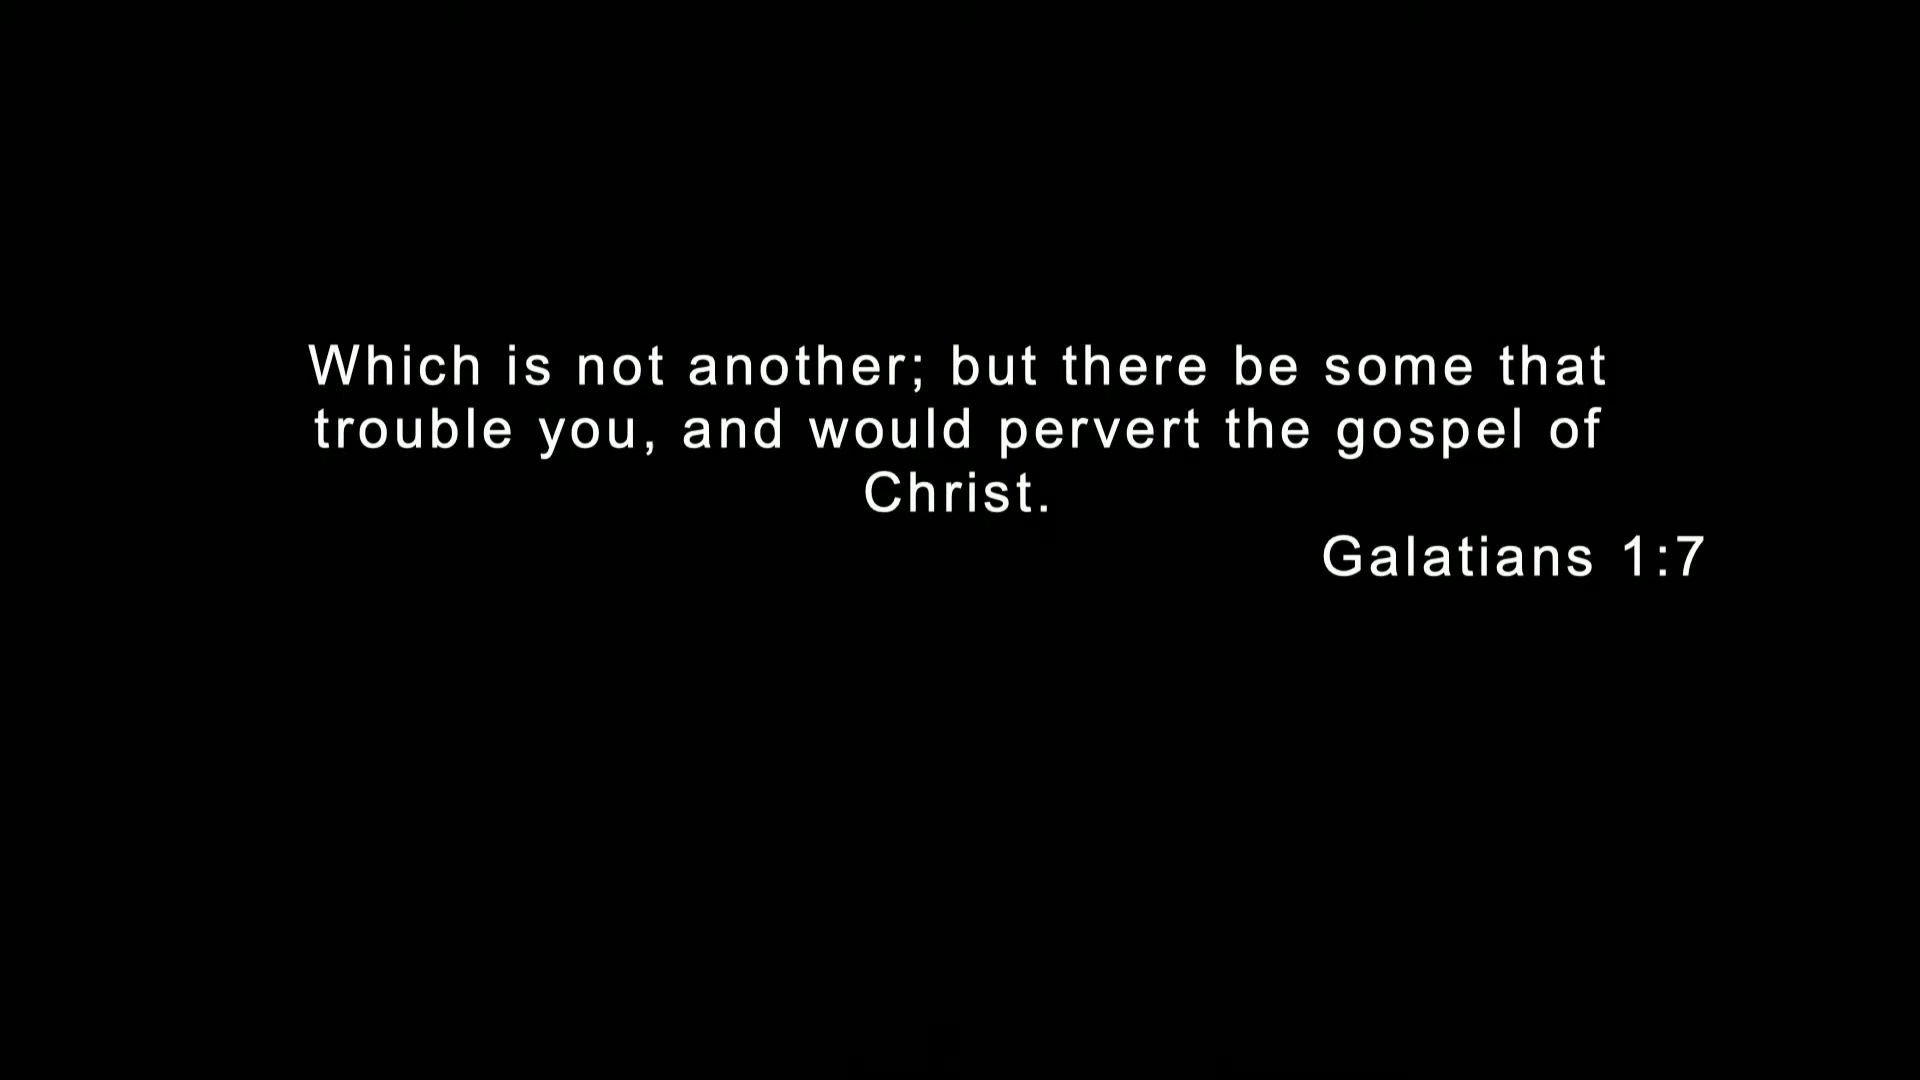 Which is not another; but there be some that
trouble you, and would pervert the gospel of
Christ.
Galatians 1:7